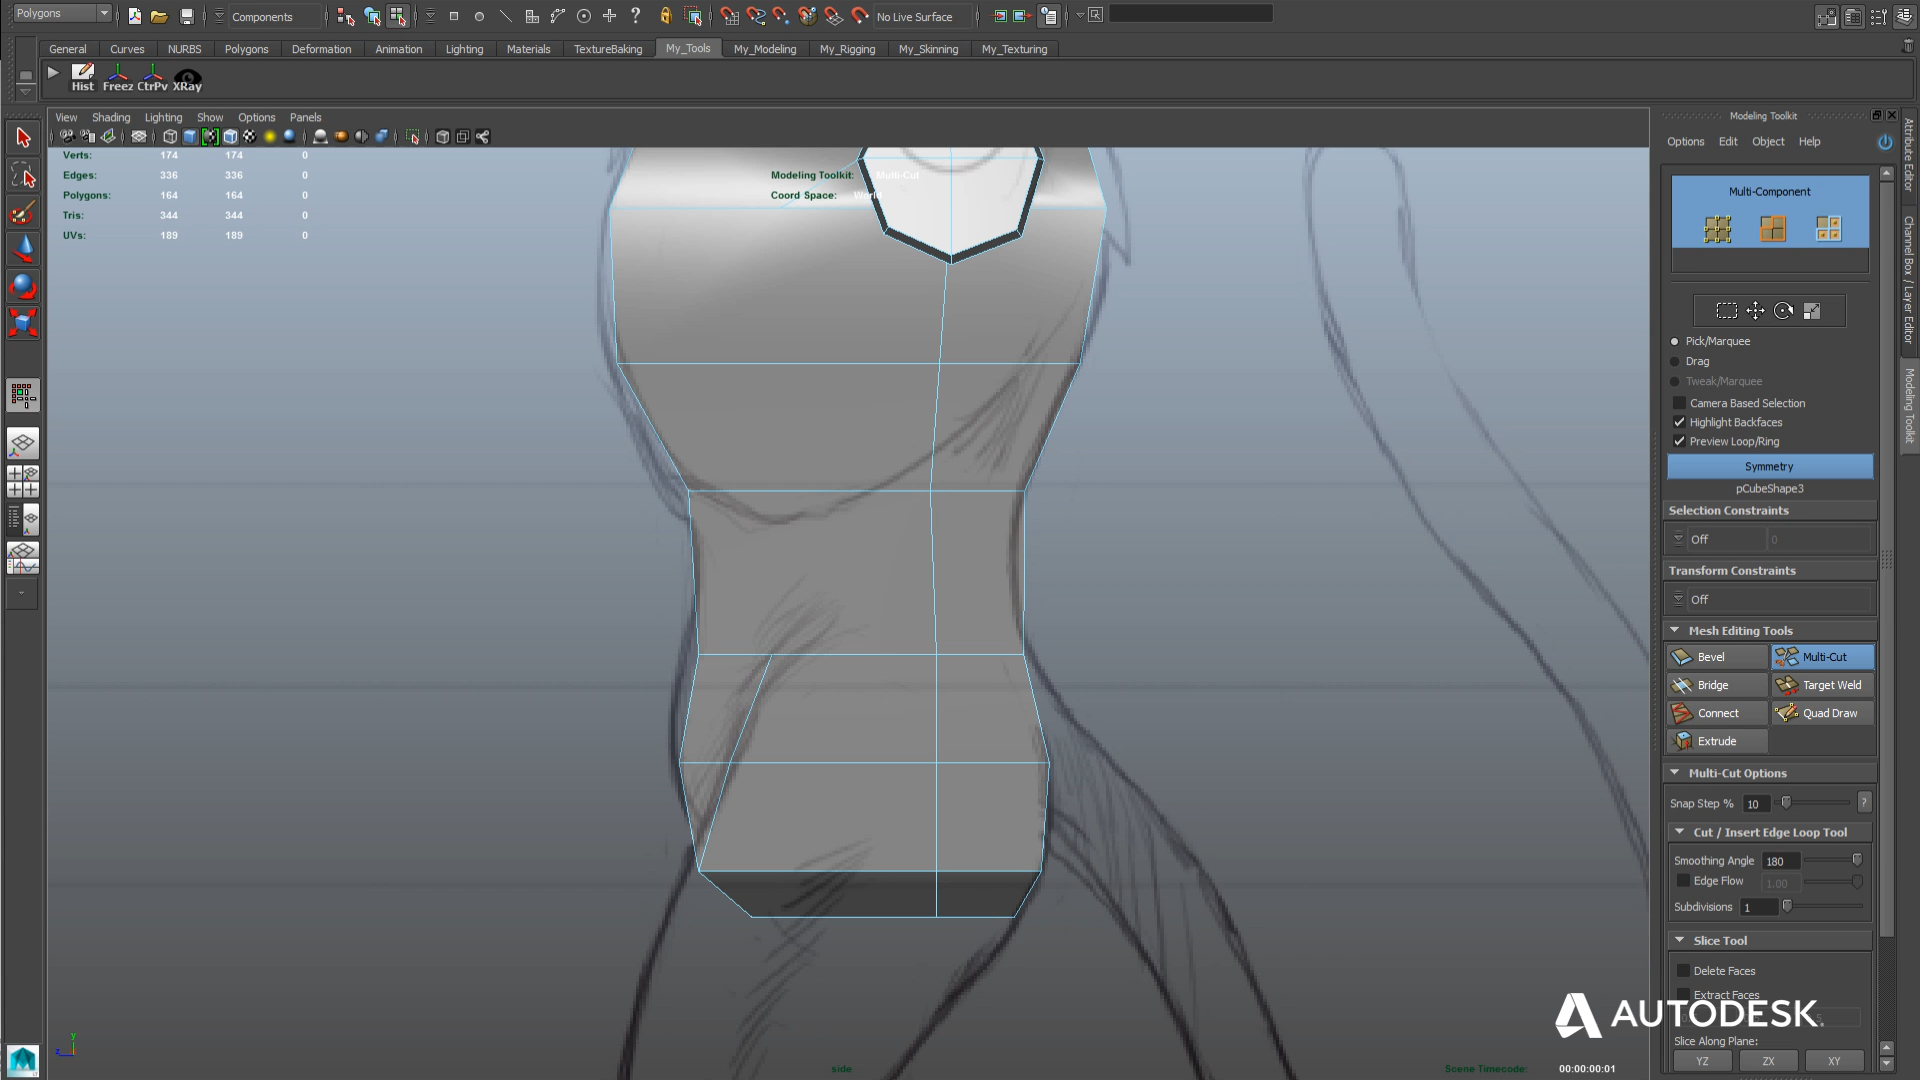 Polygons
Components
No Live Surface
General Curves NURBS Polygons Deformation Animation Lighting Materials TextureBaking My_Tools My_Modeling My_Rigging My_Skinning My_Texturing
Hist Freez CtrPv XRay
View Shading Lighting Show Options Panels
Verts: 174 174 0
Edges: 336 336 0
Polygons: 164 164 0
Tris: 344 344 0
UVs: 189 189 0
Modeling Toolkit: Multi-Cut
Coord Space: World
side
Scene Timecode: 00:00:00:01
y
z
Modeling Toolkit
Options Edit Object Help
Multi-Component
Pick/Marquee
Drag
Tweak/Marquee
Camera Based Selection
Highlight Backfaces
Preview Loop/Ring
Symmetry
pCubeShape3
Selection Constraints
Off 0
Transform Constraints
Off
Mesh Editing Tools
Bevel Multi-Cut
Bridge Target Weld
Connect Quad Draw
Extrude
Multi-Cut Options
Snap Step % 10 ?
Cut / Insert Edge Loop Tool
Smoothing Angle 180
Edge Flow 1.00
Subdivisions 1
Slice Tool
Delete Faces
Extract Faces
AUTODESK.
Slice Along Plane:
YZ ZX XY
Attribute Editor
Channel Box / Layer Editor
Modeling Toolkit